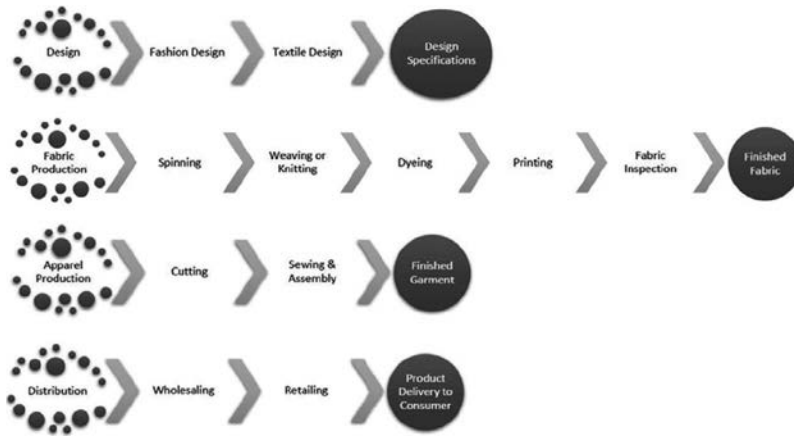 Design
Fashion Design
Textile Design
Design
Specifications
Fabric
Production
Spinning
Weaving or
Knitting
Dyeing
Printing
Fabric
Inspection
Finished
Fabric
Apparel
Production
Cutting
Sewing &
Assembly
Finished
Garment
Distribution
Wholesaling
Retailing
Product
Delivery to
Consumer